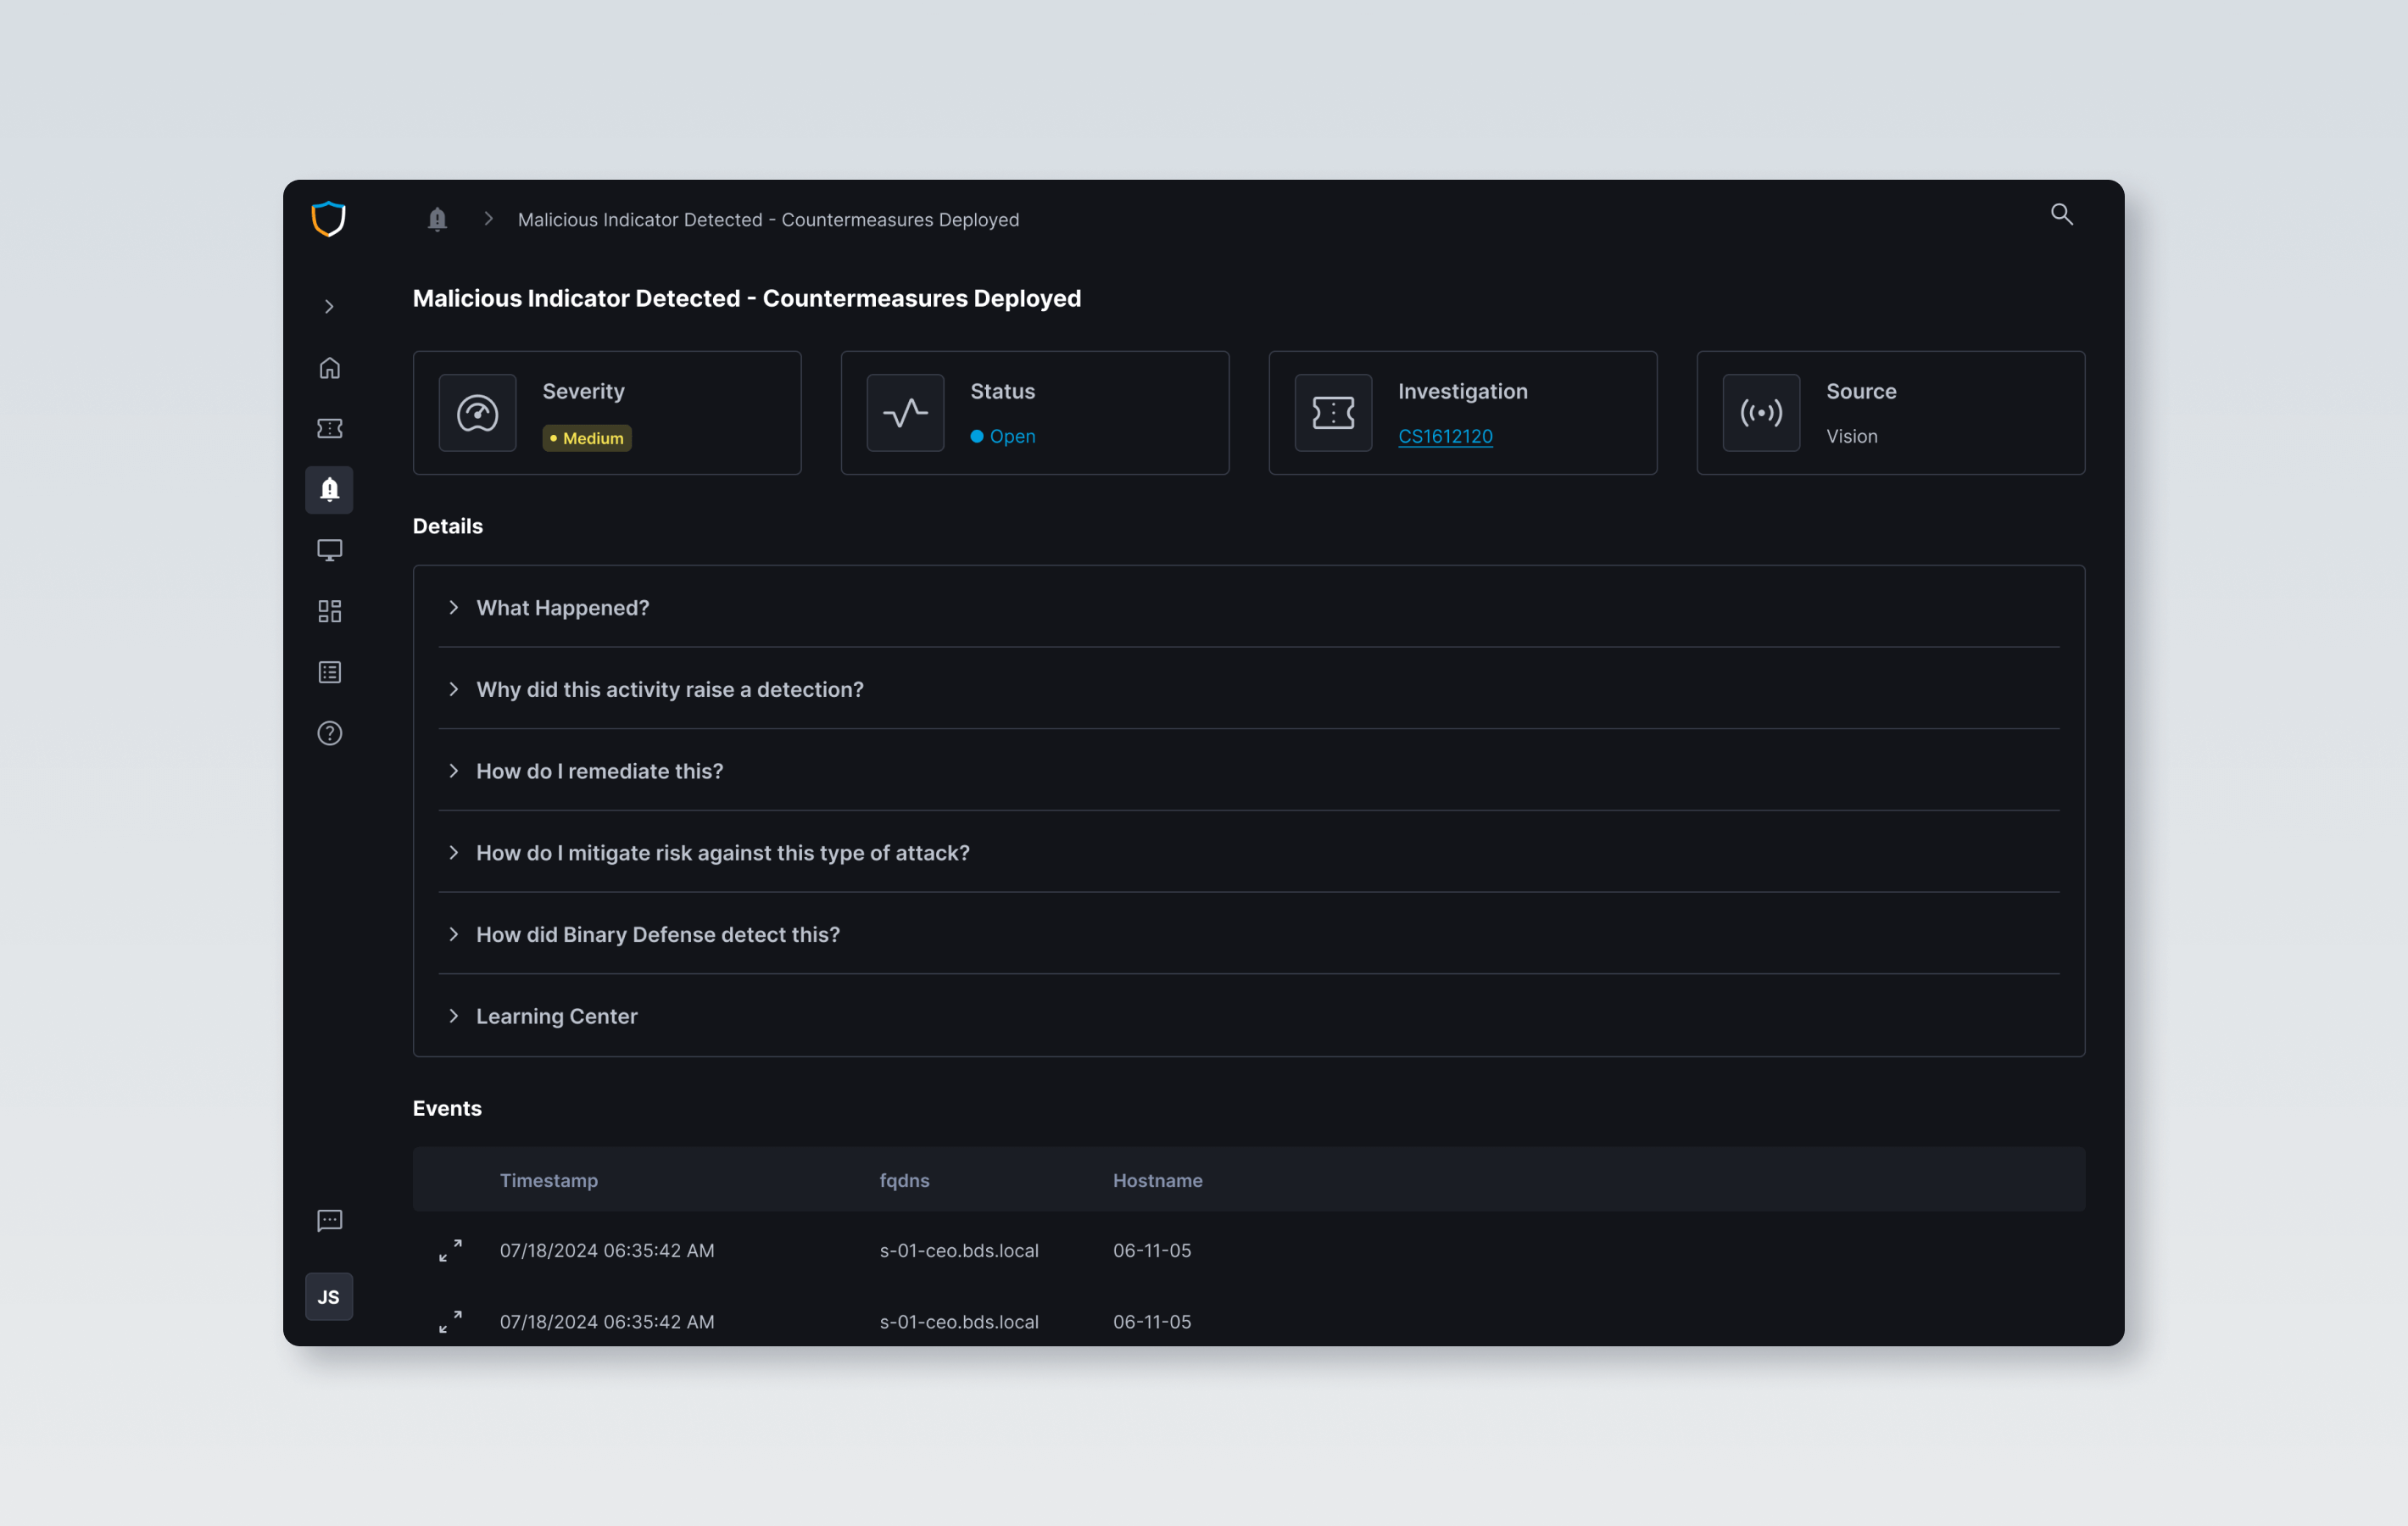 Malicious Indicator Detected - Countermeasures Deployed
Malicious Indicator Detected - Countermeasures Deployed
Severity
Medium
Status
Open
Investigation
CS1612120
Source
Vision
Details
What Happened?
Why did this activity raise a detection?
How do I remediate this?
How do I mitigate risk against this type of attack?
How did Binary Defense detect this?
Learning Center
Events
Timestamp fqdns Hostname
07/18/2024 06:35:42 AM s-01-ceo.bds.local 06-11-05
07/18/2024 06:35:42 AM s-01-ceo.bds.local 06-11-05
JS